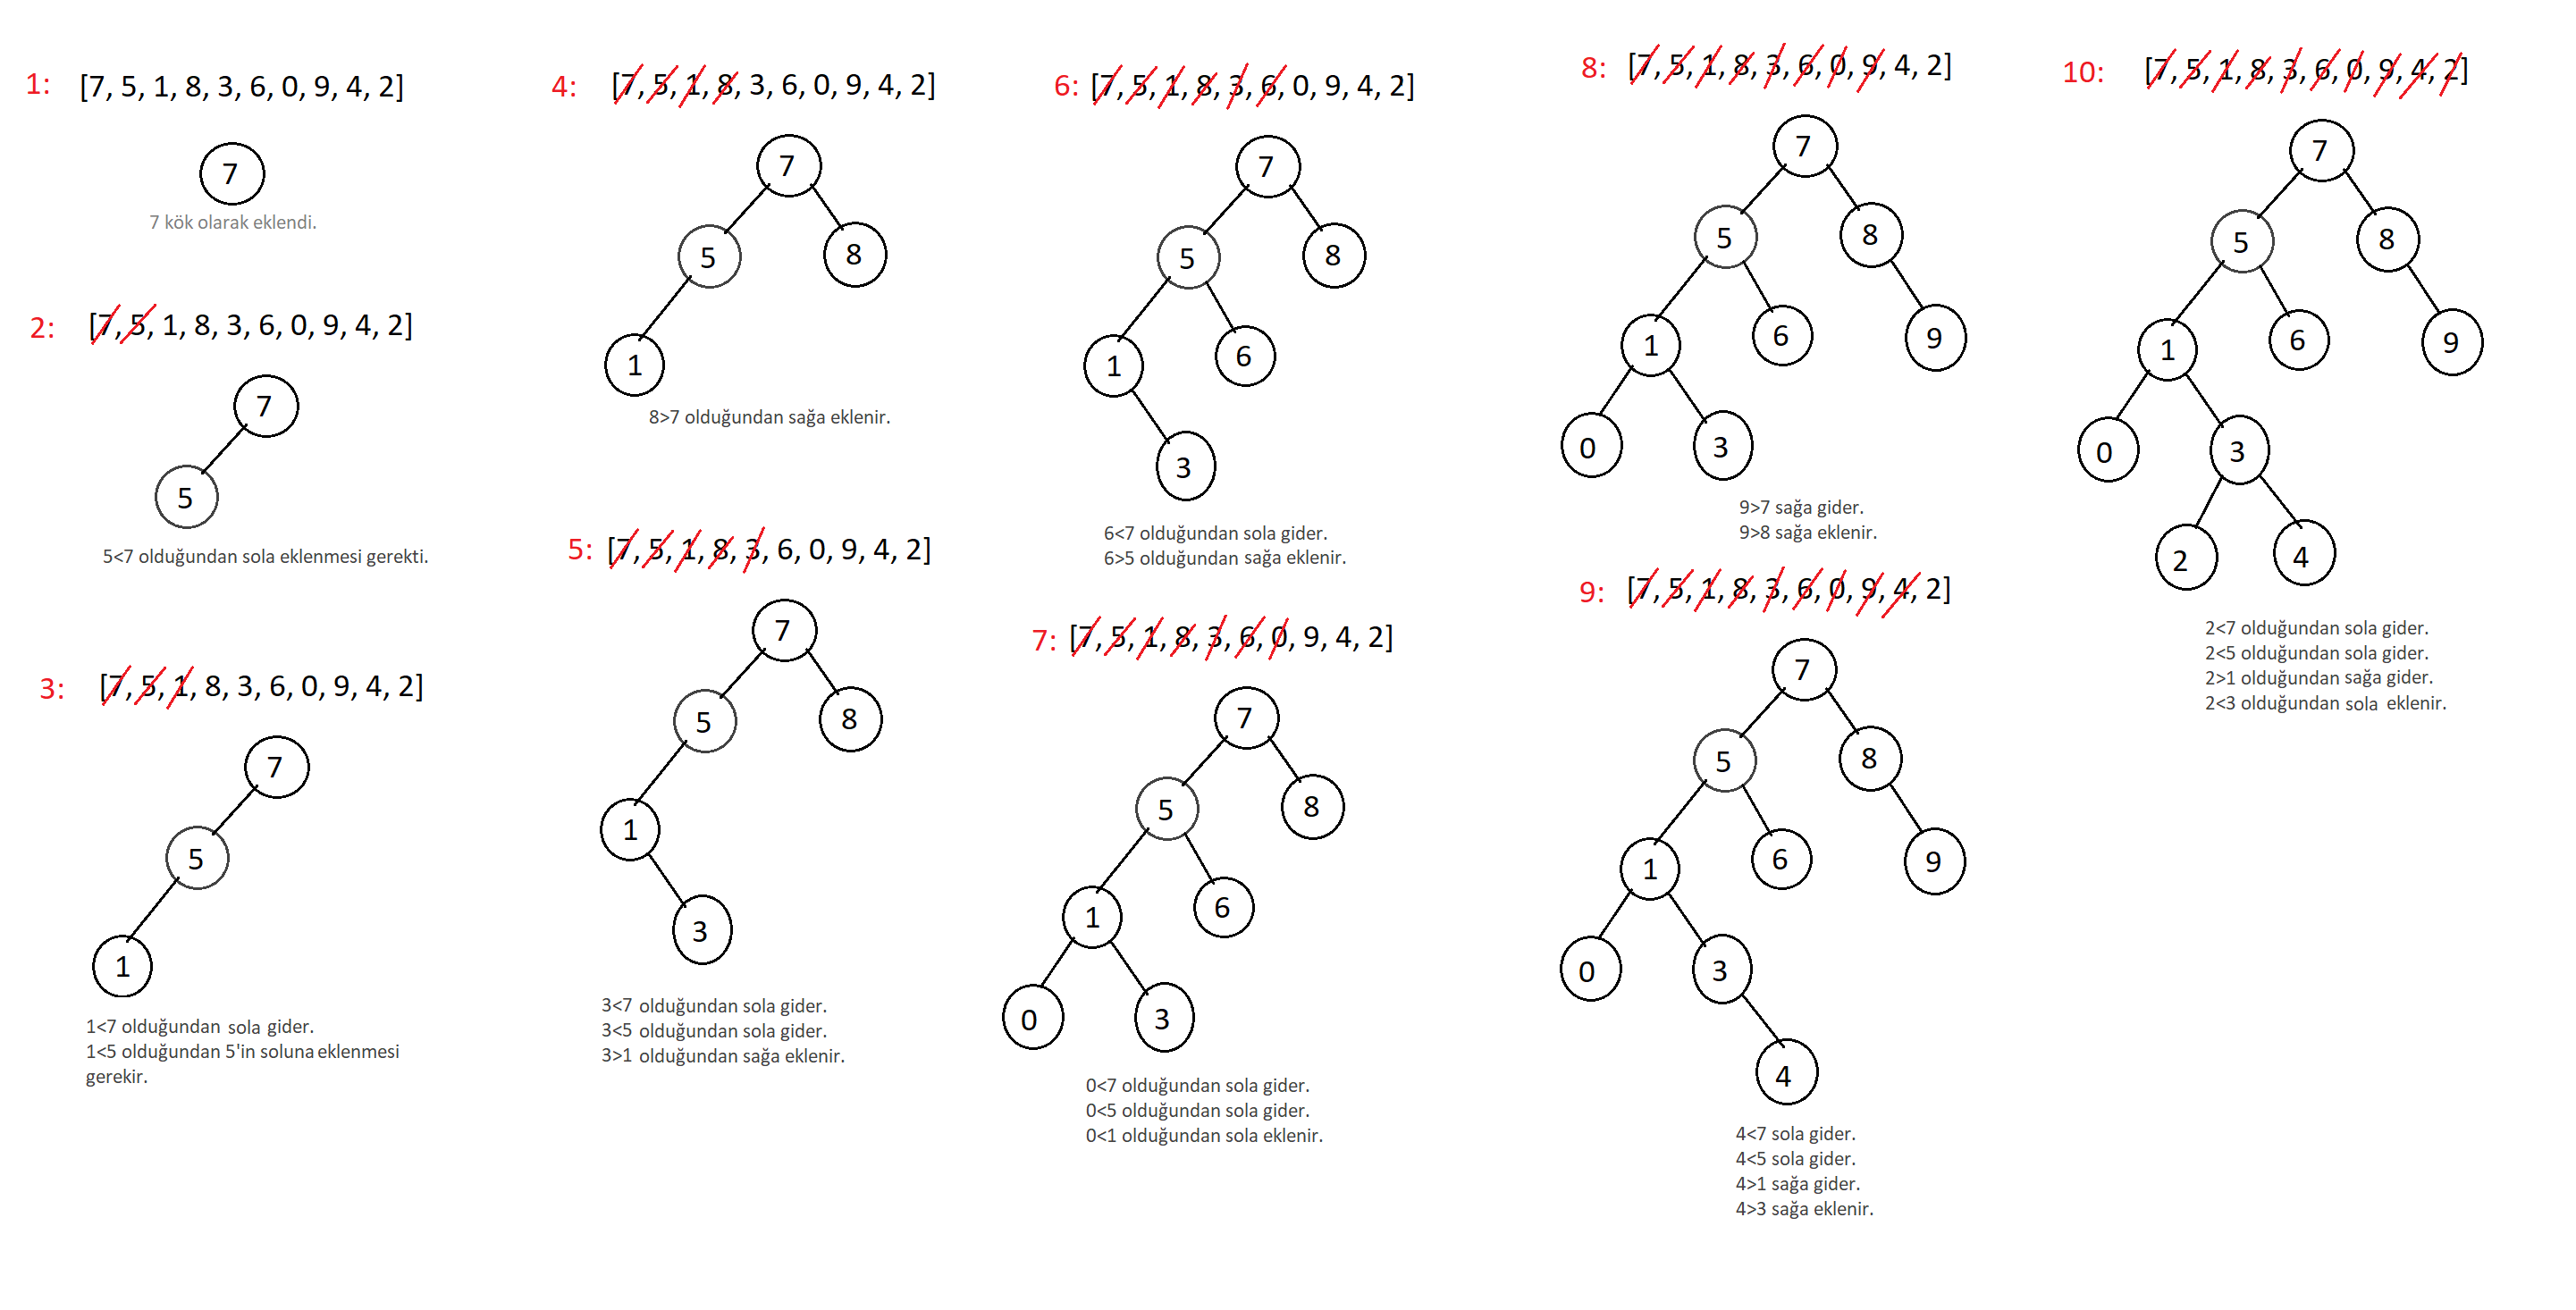 1: [7, 5, 1, 8, 3, 6, 0, 9, 4, 2]
7
7 kök olarak eklendi.
2: [7, 5, 1, 8, 3, 6, 0, 9, 4, 2]
7
5
5<7 olduğundan sola eklenmesi gerekti.
3: [7, 5, 1, 8, 3, 6, 0, 9, 4, 2]
7
5
1
1<7 olduğundan sola gider.
1<5 olduğundan 5'in soluna eklenmesi
gerekir.
4: [7, 5, 1, 8, 3, 6, 0, 9, 4, 2]
7
5 8
1
8>7 olduğundan sağa eklenir.
5: [7, 5, 1, 8, 3, 6, 0, 9, 4, 2]
7
5 8
1
3
3<7 olduğundan sola gider.
3<5 olduğundan sola gider.
3>1 olduğundan sağa eklenir.
6: [7, 5, 1, 8, 3, 6, 0, 9, 4, 2]
7
5 8
1 6
3
6<7 olduğundan sola gider.
6>5 olduğundan sağa eklenir.
7: [7, 5, 1, 8, 3, 6, 0, 9, 4, 2]
7
5 8
1 6
0 3
0<7 olduğundan sola gider.
0<5 olduğundan sola gider.
0<1 olduğundan sola eklenir.
8: [7, 5, 1, 8, 3, 6, 0, 9, 4, 2]
7
5 8
1 6 9
0 3
9>7 sağa gider.
9>8 sağa eklenir.
9: [7, 5, 1, 8, 3, 6, 0, 9, 4, 2]
7
5 8
1 6 9
0 3
4
4<7 sola gider.
4<5 sola gider.
4>1 sağa gider.
4>3 sağa eklenir.
10: [7, 5, 1, 8, 3, 6, 0, 9, 4, 2]
7
5 8
1 6 9
0 3
2 4
2<7 olduğundan sola gider.
2<5 olduğundan sola gider.
2>1 olduğundan sağa gider.
2<3 olduğundan sola eklenir.